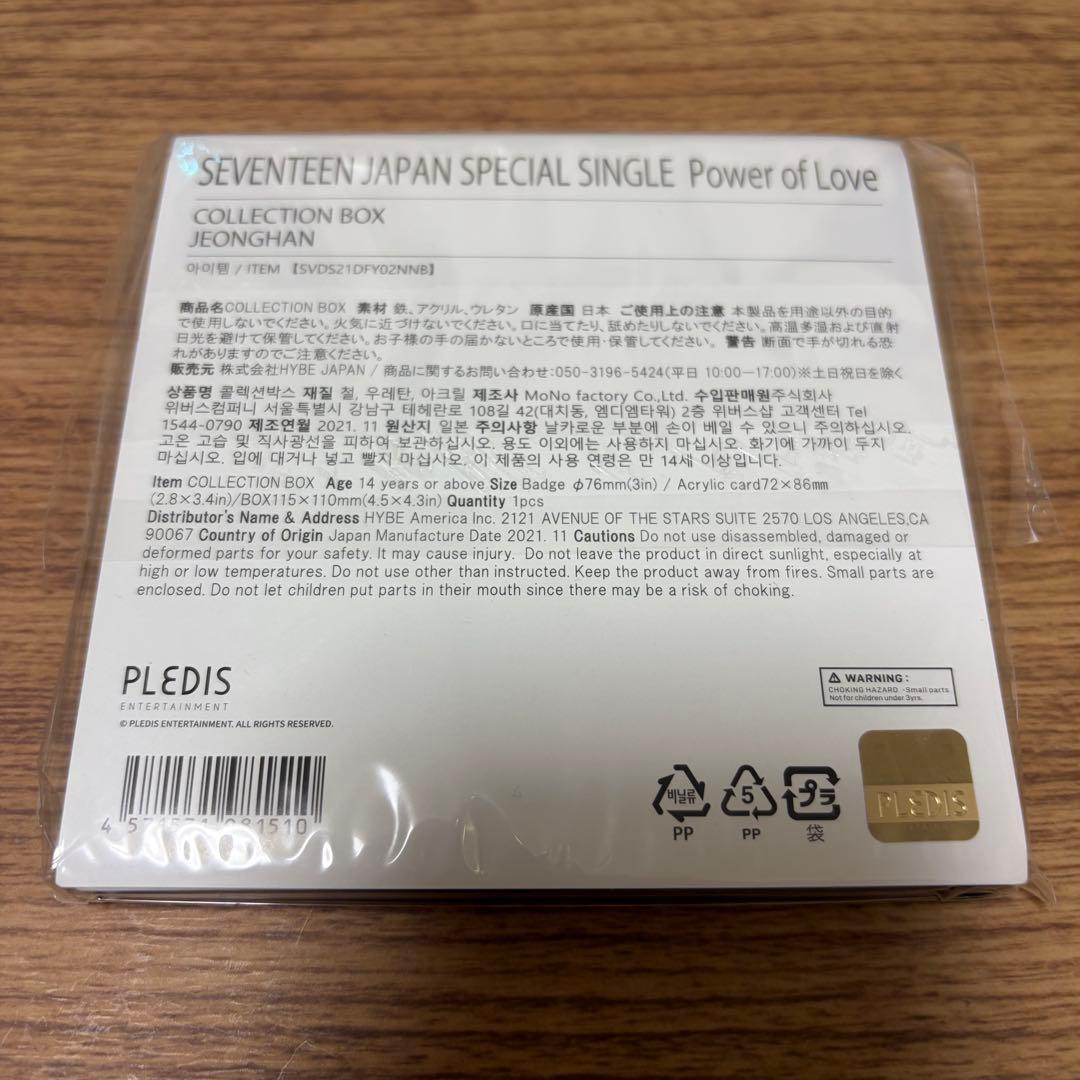 SEVENTEEN JAPAN SPECIAL SINGLE Power of Love
COLLECTION BOX
JEONGHAN
아이템 / ITEM 【SVDS21DFY02NNB】
商品名COLLECTION BOX 素材 鉄、アクリル、ウレタン 原産国 日本 ご使用上の注意 本製品を用途以外の目的
で使用しないでください。火気に近づけないでください。口に当てたり、舐めたりしないでください。高温多湿および直射
日光を避けて保管してください。お子様の手の届かないところで使用・保管してください。 警告 断面で手が切れる恐
れがありますのでご注意ください。
販売元 株式会社HYBE JAPAN / 商品に関するお問い合わせ:050-3196-5424(平日 10:00―17:00)※土日祝日を除く
상품명 콜렉션박스 재질 철, 우레탄, 아크릴 제조사 MoNo factory Co.,Ltd. 수입판매원주식회사
위버스컴퍼니 서울특별시 강남구 테헤란로 108길 42(대치동, 엠디엠타워) 2층 위버스샵 고객센터 Tel
1544-0790 제조연월 2021. 11 원산지 일본 주의사항 날카로운 부분에 손이 베일 수 있으니 주의하십시오.
고온 고습 및 직사광선을 피하여 보관하십시오. 용도 이외에는 사용하지 마십시오. 화기에 가까이 두지
마십시오. 입에 대거나 넣고 빨지 마십시오. 이 제품의 사용 연령은 만 14세 이상입니다.
Item COLLECTION BOX Age 14 years or above Size Badge φ76mm(3in) / Acrylic card72×86mm
(2.8×3.4in)/BOX115×110mm(4.5×4.3in) Quantity 1pcs
Distributor's Name & Address HYBE America Inc. 2121 AVENUE OF THE STARS SUITE 2570 LOS ANGELES,CA
90067 Country of Origin Japan Manufacture Date 2021. 11 Cautions Do not use disassembled, damaged or
deformed parts for your safety. It may cause injury. Do not leave the product in direct sunlight, especially at
high or low temperatures. Do not use other than instructed. Keep the product away from fires. Small parts are
enclosed. Do not let children put parts in their mouth since there may be a risk of choking.
PLEDIS
ENTERTAINMENT
© PLEDIS ENTERTAINMENT. ALL RIGHTS RESERVED.
⚠ WARNING :
CHOKING HAZARD -Small parts
Not for children under 3yrs.
비닐류
PP
5
PP
プラ
袋
PLEDIS